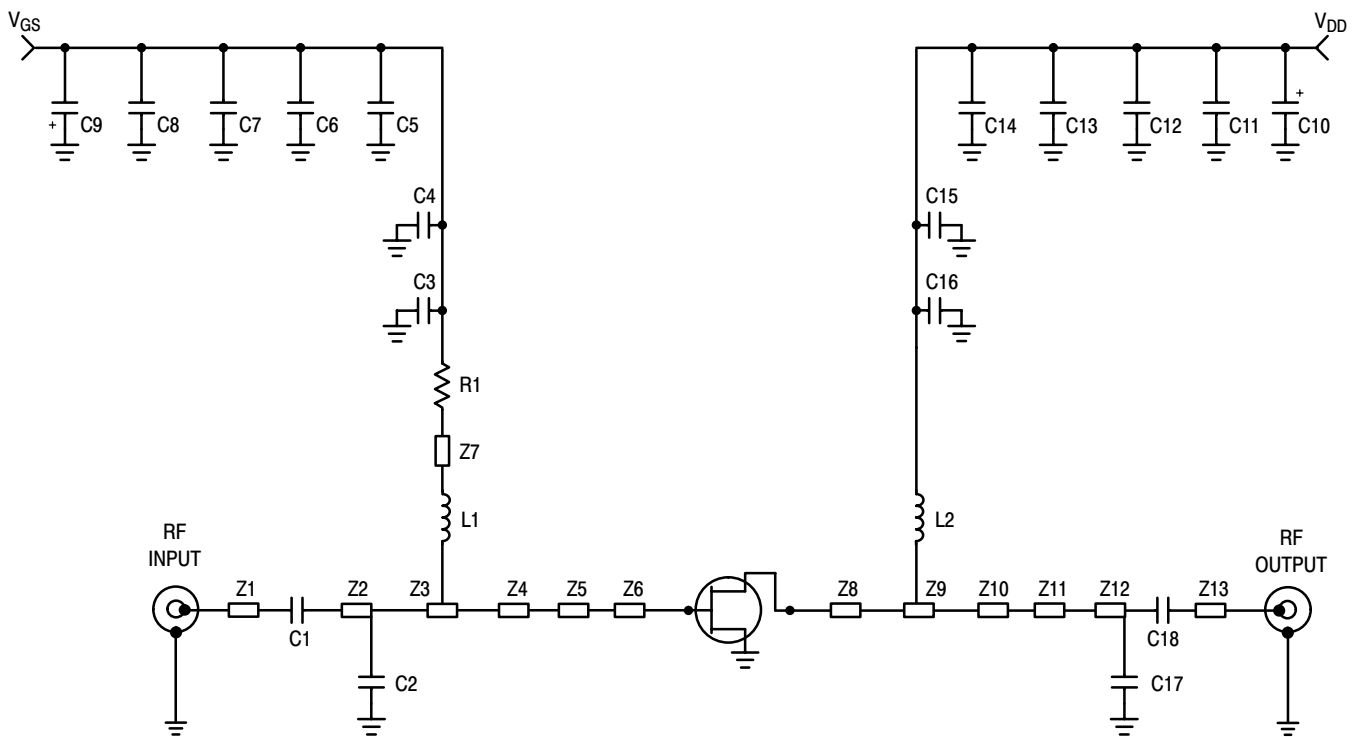 VGS
VDD
C9 C8 C7 C6 C5
+
C14 C13 C12 C11 C10
+
C4
C15
C3
C16
R1
Z7
L1
L2
RF
INPUT
RF
OUTPUT
Z1 Z2 Z3 Z4 Z5 Z6
Z8 Z9 Z10 Z11 Z12 Z13
C1
C18
C2
C17